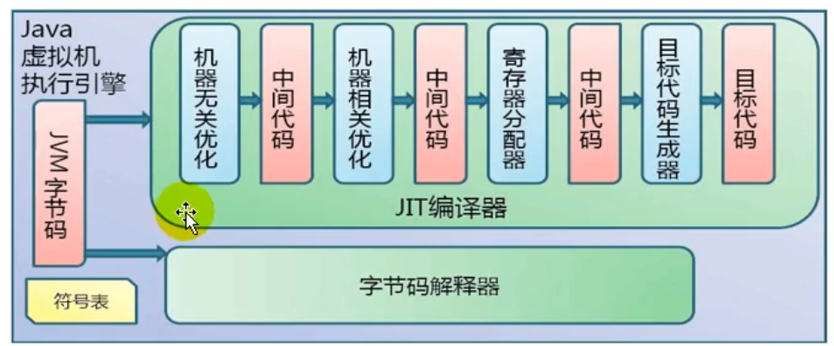 Java
虚拟机
执行引擎
JVM 字节码
机器无关优化
中间代码
机器相关优化
中间代码
寄存器分配器
中间代码
目标代码生成器
目标代码
JIT编译器
字节码解释器
符号表